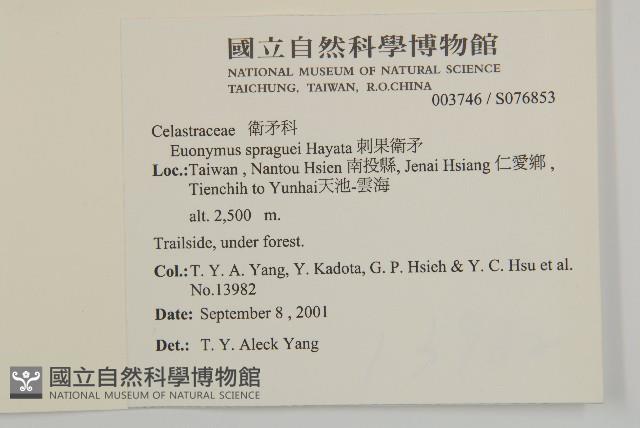 國立自然科學博物館
NATIONAL MUSEUM OF NATURAL SCIENCE
TAICHUNG, TAIWAN, R.O.CHINA
003746 / S076853
Celastraceae 衛矛科
Euonymus spraguei Hayata 刺果衛矛
Loc.:Taiwan , Nantou Hsien 南投縣, Jenai Hsiang 仁愛鄉 ,
Tienchih to Yunhai天池-雲海
alt. 2,500 m.
Trailside, under forest.
Col.: T. Y. A. Yang, Y. Kadota, G. P. Hsieh & Y. C. Hsu et al.
No.13982
Date: September 8 , 2001
Det.: T. Y. Aleck Yang
國立自然科學博物館
NATIONAL MUSEUM OF NATURAL SCIENCE